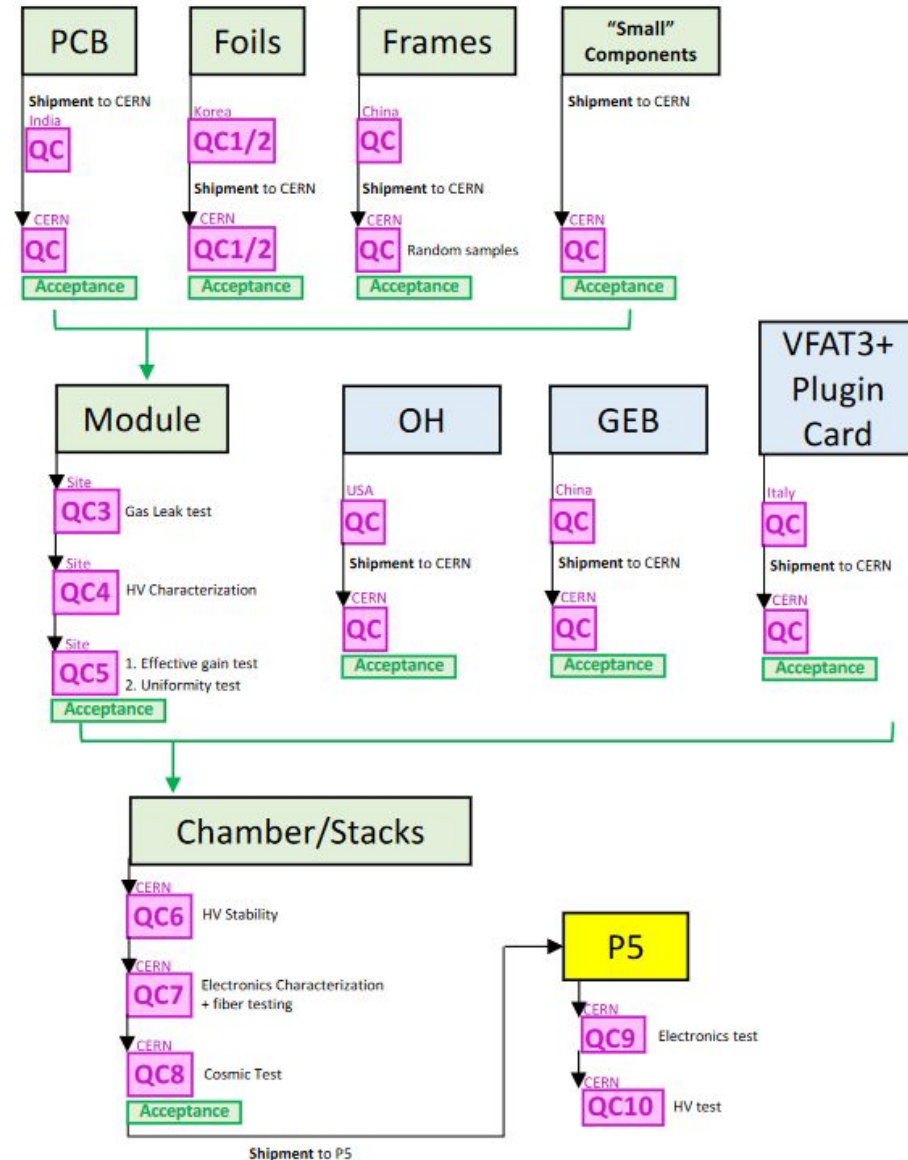 PCB
Foils
Frames
“Small”
Components
Shipment to CERN
India
QC
CERN
QC
Acceptance
Korea
QC1/2
Shipment to CERN
CERN
QC1/2
Acceptance
China
QC
Shipment to CERN
CERN
QC
Random samples
Acceptance
Shipment to CERN
CERN
QC
Acceptance
Module
Site
QC3
Gas Leak test
Site
QC4
HV Characterization
Site
QC5
1. Effective gain test
2. Uniformity test
Acceptance
OH
USA
QC
Shipment to CERN
CERN
QC
Acceptance
GEB
China
QC
Shipment to CERN
CERN
QC
Acceptance
VFAT3+
Plugin
Card
Italy
QC
Shipment to CERN
CERN
QC
Acceptance
Chamber/Stacks
CERN
QC6
HV Stability
CERN
QC7
Electronics Characterization
+ fiber testing
CERN
QC8
Cosmic Test
Acceptance
Shipment to P5
P5
CERN
QC9
Electronics test
CERN
QC10
HV test